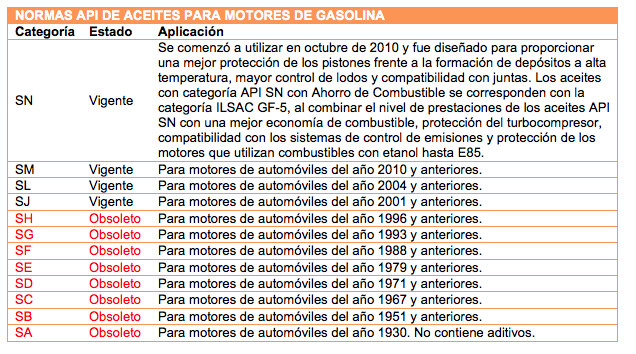 NORMAS API DE ACEITES PARA MOTORES DE GASOLINA
Categoría Estado Aplicación
Se comenzó a utilizar en octubre de 2010 y fue diseñado para proporcionar
una mejor protección de los pistones frente a la formación de depósitos a alta
temperatura, mayor control de lodos y compatibilidad con juntas. Los aceites
con categoría API SN con Ahorro de Combustible se corresponden con la
SN Vigente categoría ILSAC GF-5, al combinar el nivel de prestaciones de los aceites API
SN con una mejor economía de combustible, protección del turbocompresor,
compatibilidad con los sistemas de control de emisiones y protección de los
motores que utilizan combustibles con etanol hasta E85.
SM Vigente Para motores de automóviles del año 2010 y anteriores.
SL Vigente Para motores de automóviles del año 2004 y anteriores.
SJ Vigente Para motores de automóviles del año 2001 y anteriores.
SH Obsoleto Para motores de automóviles del año 1996 y anteriores.
SG Obsoleto Para motores de automóviles del año 1993 y anteriores.
SF Obsoleto Para motores de automóviles del año 1988 y anteriores.
SE Obsoleto Para motores de automóviles del año 1979 y anteriores.
SD Obsoleto Para motores de automóviles del año 1971 y anteriores.
SC Obsoleto Para motores de automóviles del año 1967 y anteriores.
SB Obsoleto Para motores de automóviles del año 1951 y anteriores.
SA Obsoleto Para motores de automóviles del año 1930. No contiene aditivos.